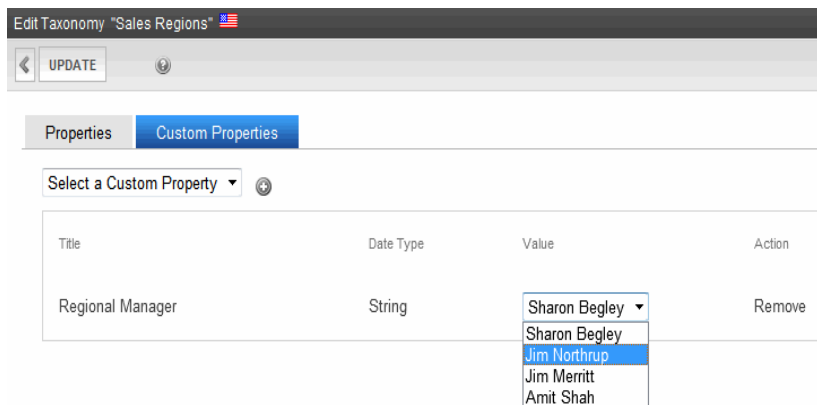 Edit Taxonomy "Sales Regions"
UPDATE
Properties Custom Properties
Select a Custom Property
Title Date Type Value Action
Regional Manager String Sharon Begley Remove
Sharon Begley
Jim Northrup
Jim Merritt
Amit Shah